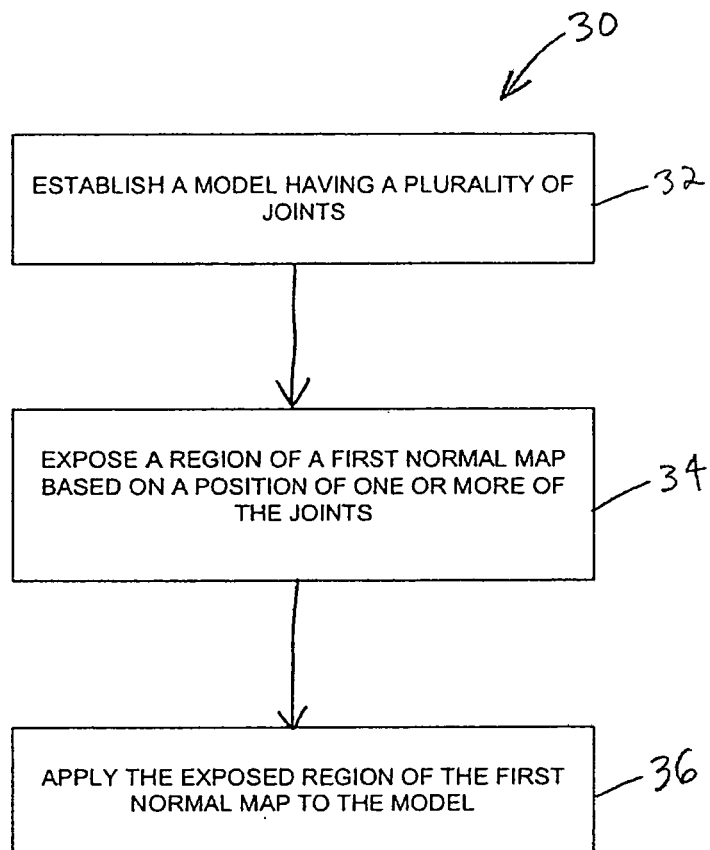 30
ESTABLISH A MODEL HAVING A PLURALITY OF
JOINTS
32
EXPOSE A REGION OF A FIRST NORMAL MAP
BASED ON A POSITION OF ONE OR MORE OF
THE JOINTS
34
APPLY THE EXPOSED REGION OF THE FIRST
NORMAL MAP TO THE MODEL
36